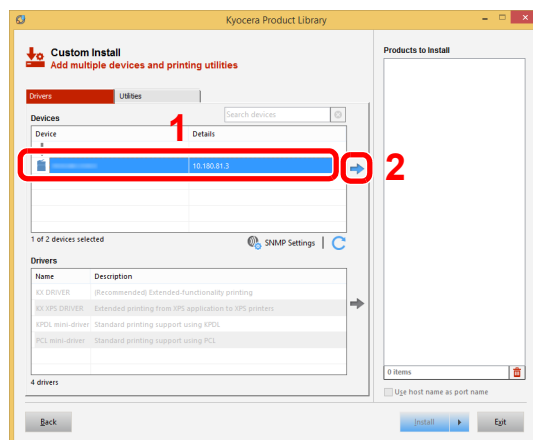 Kyocera Product Library
Custom Install
Add multiple devices and printing utilities
Products to Install
Drivers Utilities
Devices Search devices
Device Details
1
10.180.81.3
2
1 of 2 devices selected SNMP Settings
Drivers
Name Description
KX DRIVER (Recommended) Extended-functionality printing
KX XPS DRIVER Extended printing from XPS application to XPS printers
KPDL mini-driver Standard printing support using KPDL
PCL mini-driver Standard printing support using PCL
4 drivers
0 items
Use host name as port name
Back Install Exit